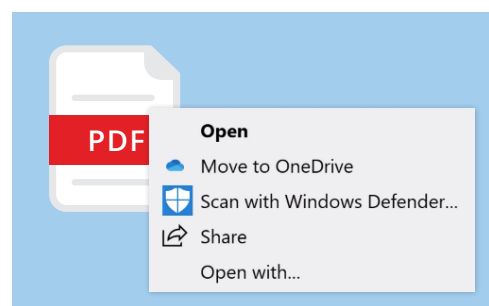 PDF
Open
Move to OneDrive
Scan with Windows Defender...
Share
Open with...